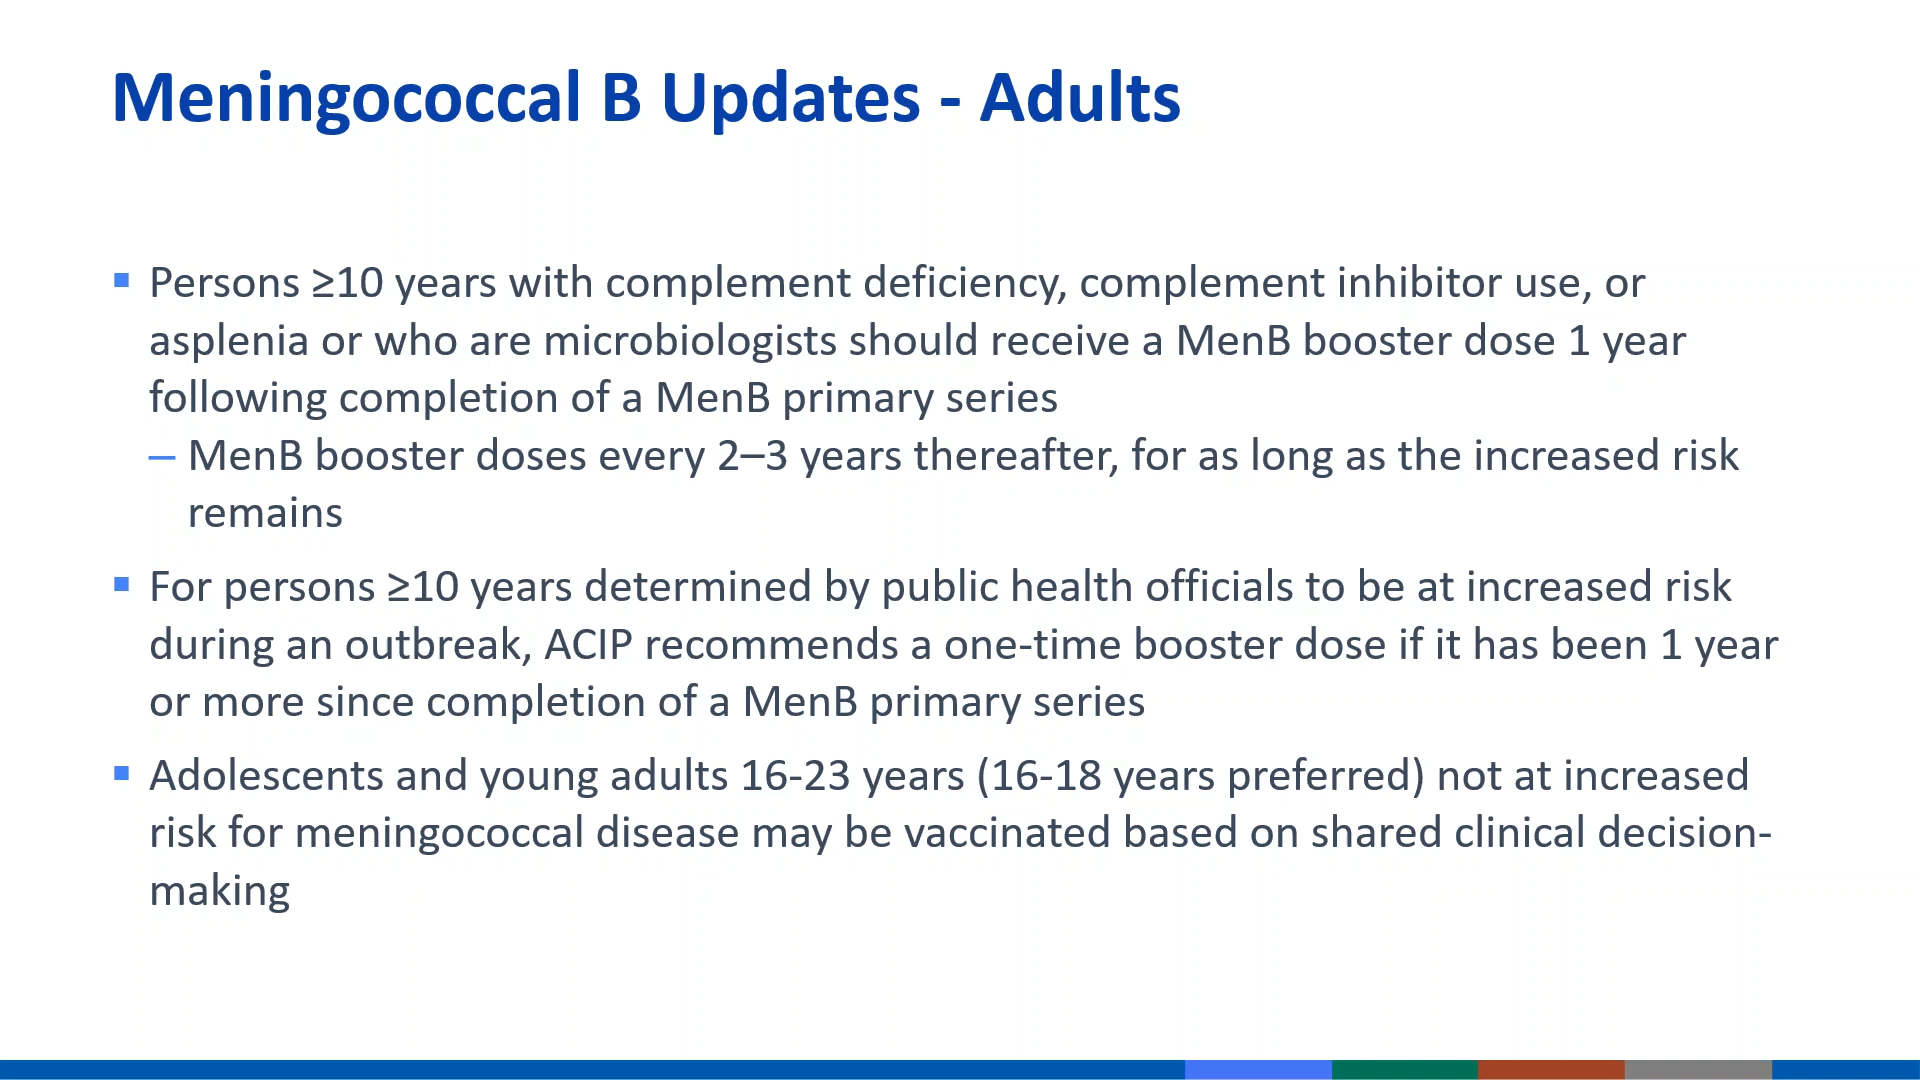 Meningococcal B Updates - Adults
▪ Persons ≥10 years with complement deficiency, complement inhibitor use, or
asplenia or who are microbiologists should receive a MenB booster dose 1 year
following completion of a MenB primary series
– MenB booster doses every 2–3 years thereafter, for as long as the increased risk
remains
▪ For persons ≥10 years determined by public health officials to be at increased risk
during an outbreak, ACIP recommends a one-time booster dose if it has been 1 year
or more since completion of a MenB primary series
▪ Adolescents and young adults 16-23 years (16-18 years preferred) not at increased
risk for meningococcal disease may be vaccinated based on shared clinical decision-
making